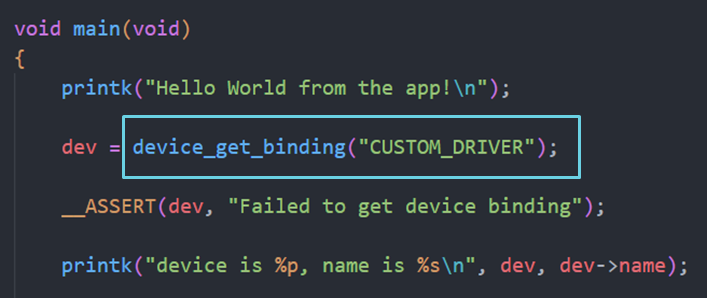 void main(void)
{
printk("Hello World from the app!\n");
dev = device_get_binding("CUSTOM_DRIVER");
__ASSERT(dev, "Failed to get device binding");
printk("device is %p, name is %s\n", dev, dev->name);